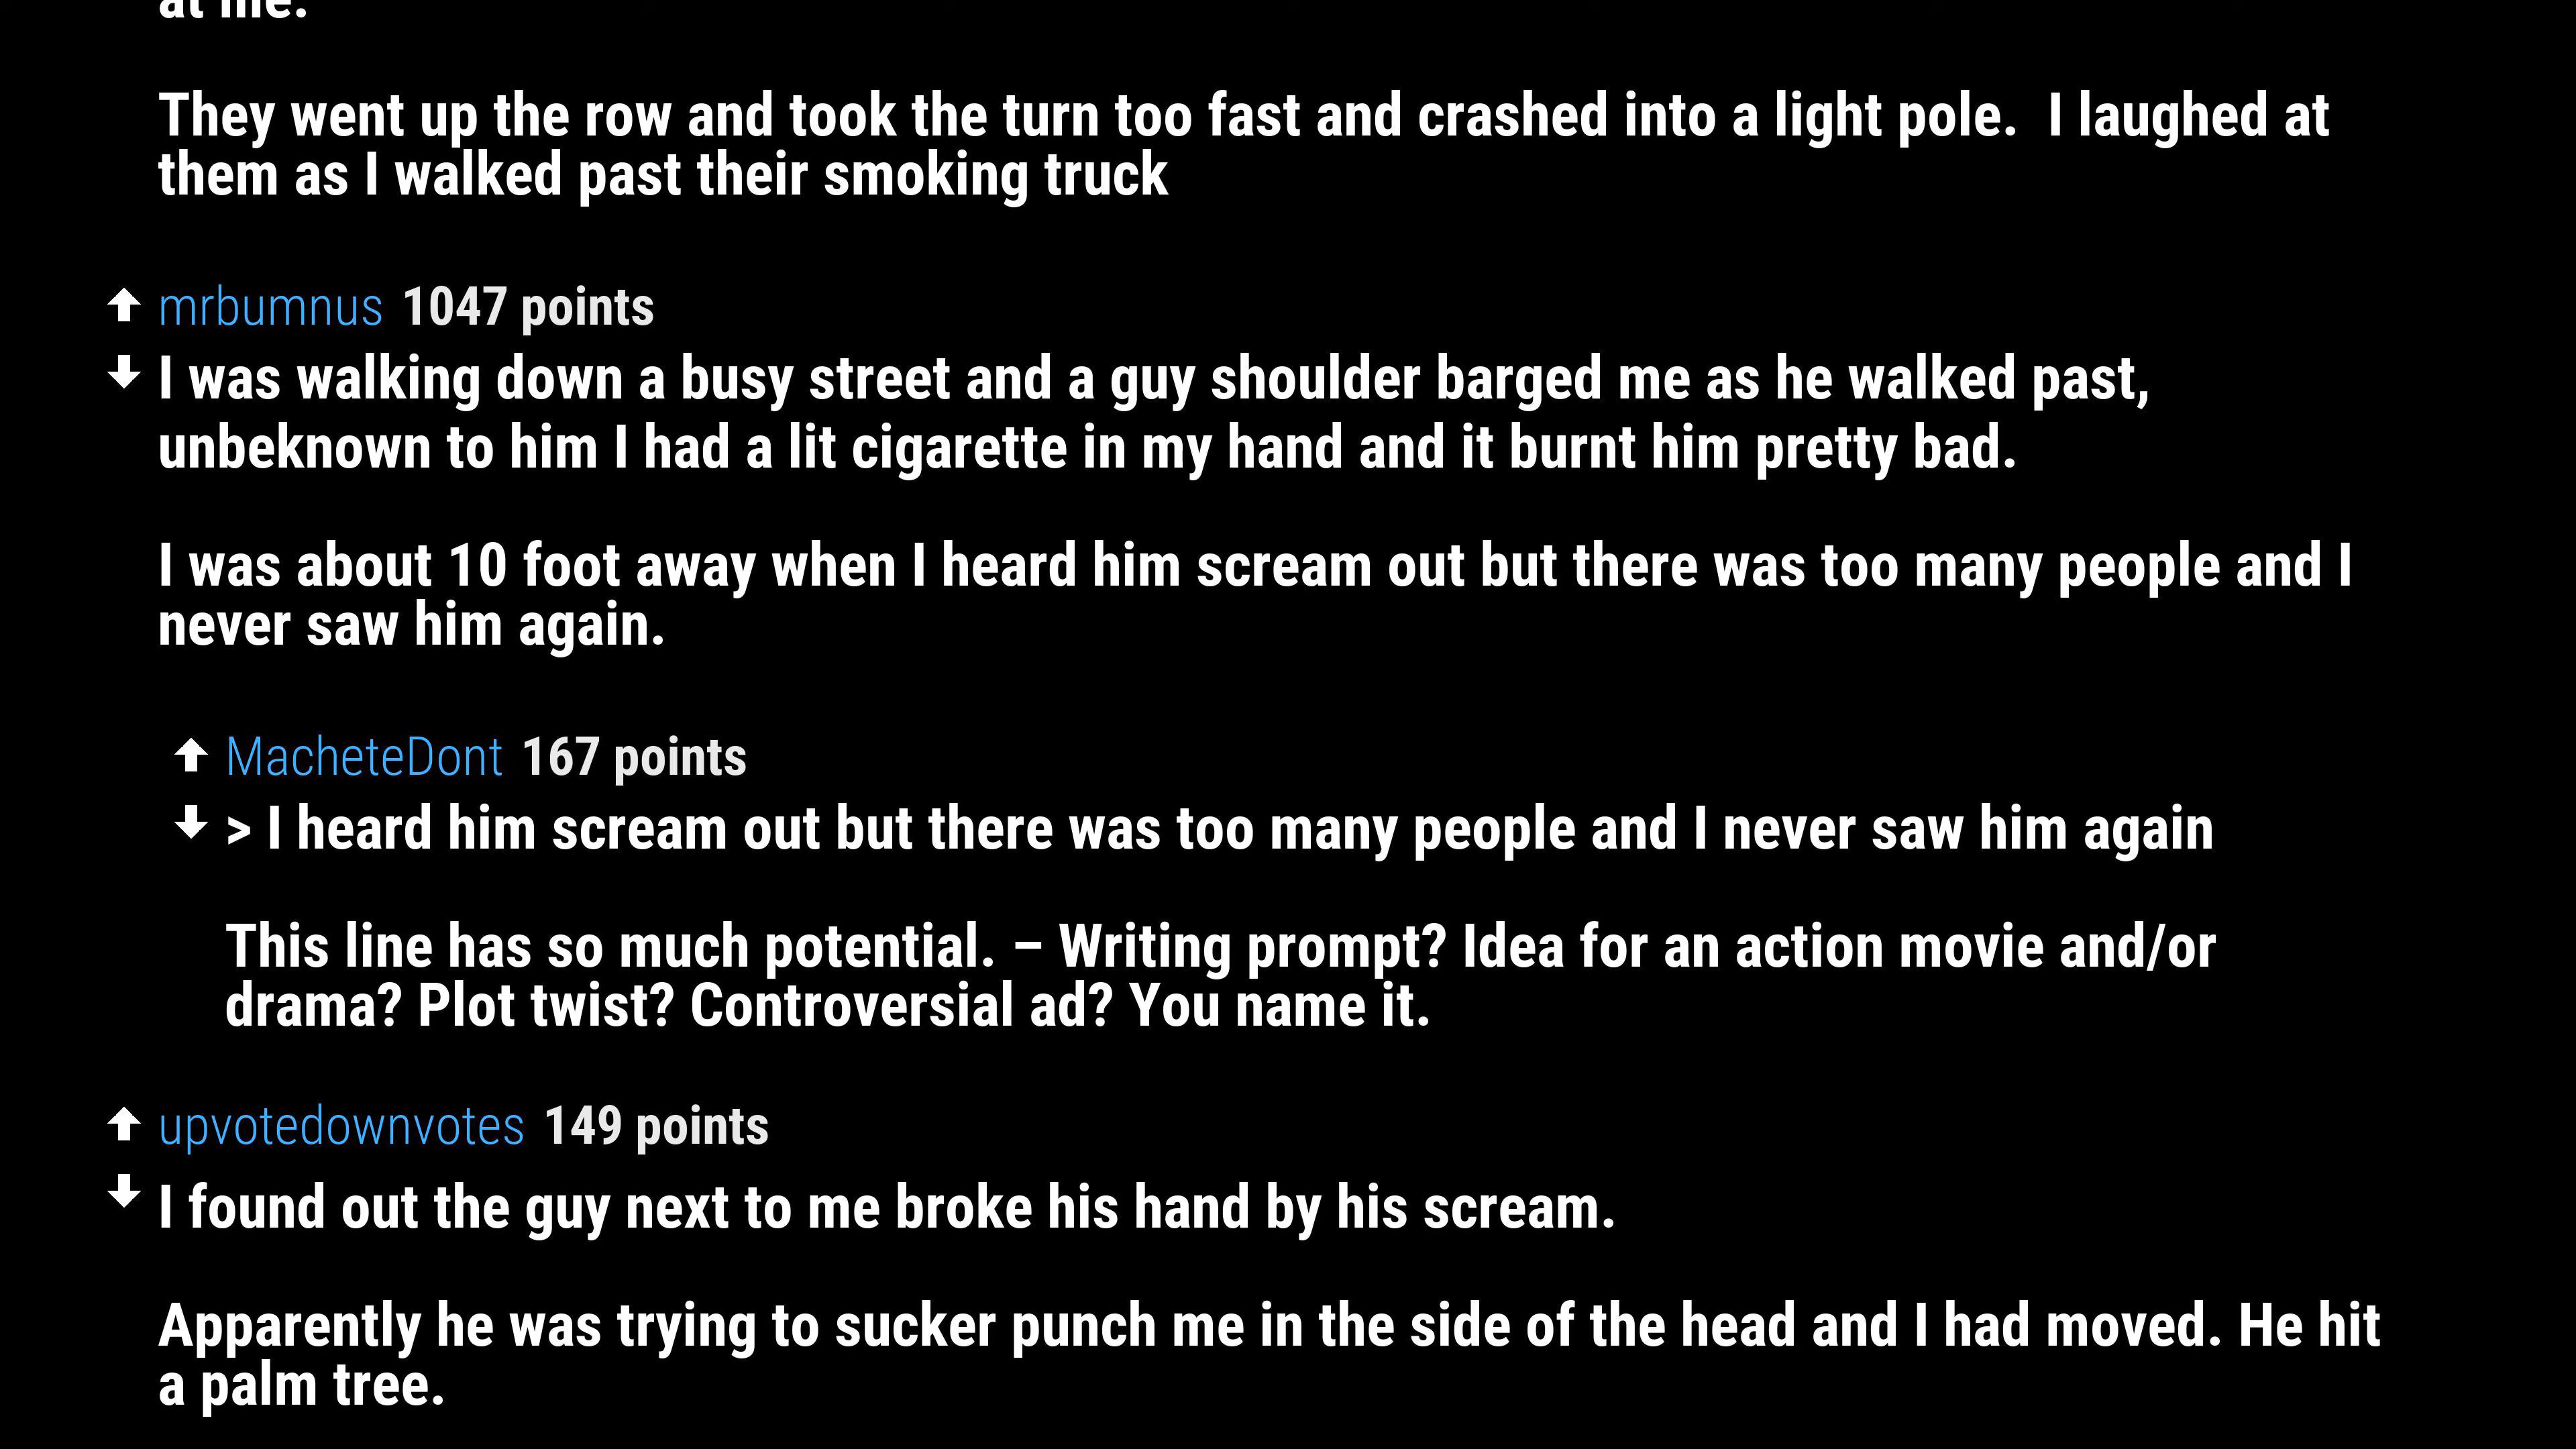 at me.
They went up the row and took the turn too fast and crashed into a light pole.  I laughed at
them as I walked past their smoking truck
mrbumnus 1047 points
I was walking down a busy street and a guy shoulder barged me as he walked past,
unbeknown to him I had a lit cigarette in my hand and it burnt him pretty bad.
I was about 10 foot away when I heard him scream out but there was too many people and I
never saw him again.
MacheteDont 167 points
> I heard him scream out but there was too many people and I never saw him again
This line has so much potential. – Writing prompt? Idea for an action movie and/or
drama? Plot twist? Controversial ad? You name it.
upvotedownvotes 149 points
I found out the guy next to me broke his hand by his scream.
Apparently he was trying to sucker punch me in the side of the head and I had moved. He hit
a palm tree.